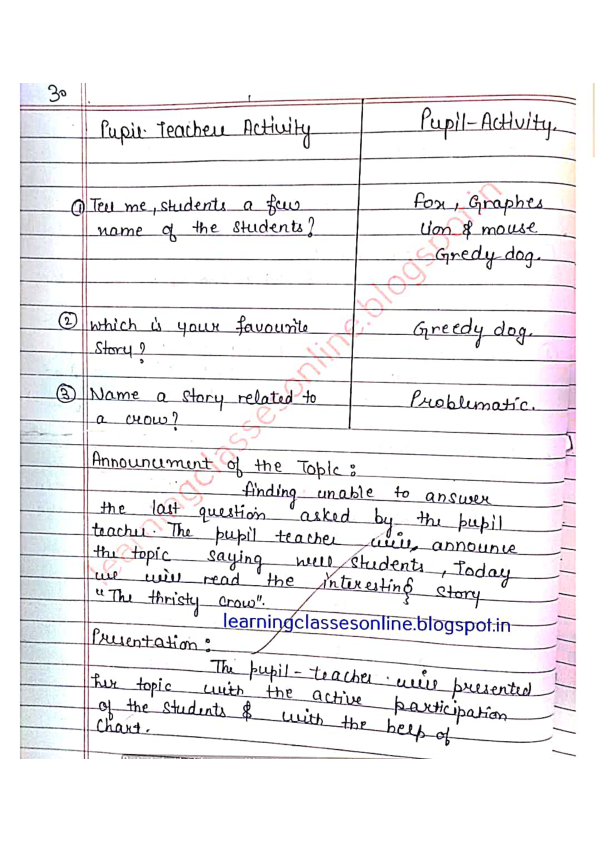 30
Pupil Teacher Activity
Pupil-Activity.
① Tell me, students a few
name of the students?
fox, Graphes
lion & mouse
Gredy dog.
② which is your favourite
story?
Greedy dog.
③ Name a story related to
a crow?
Problematic.
Announcement of the Topic :
finding unable to answer
the last question asked by the pupil
teacher. The pupil teacher will, announce
the topic saying well students, Today
we will read the interesting story
"The thristy crow".
learningclassesonline.blogspot.in
Presentation :
The pupil-teacher will presented
her topic with the active participation
of the students & with the help of
chart.
learningclassesonline.blogspot.in